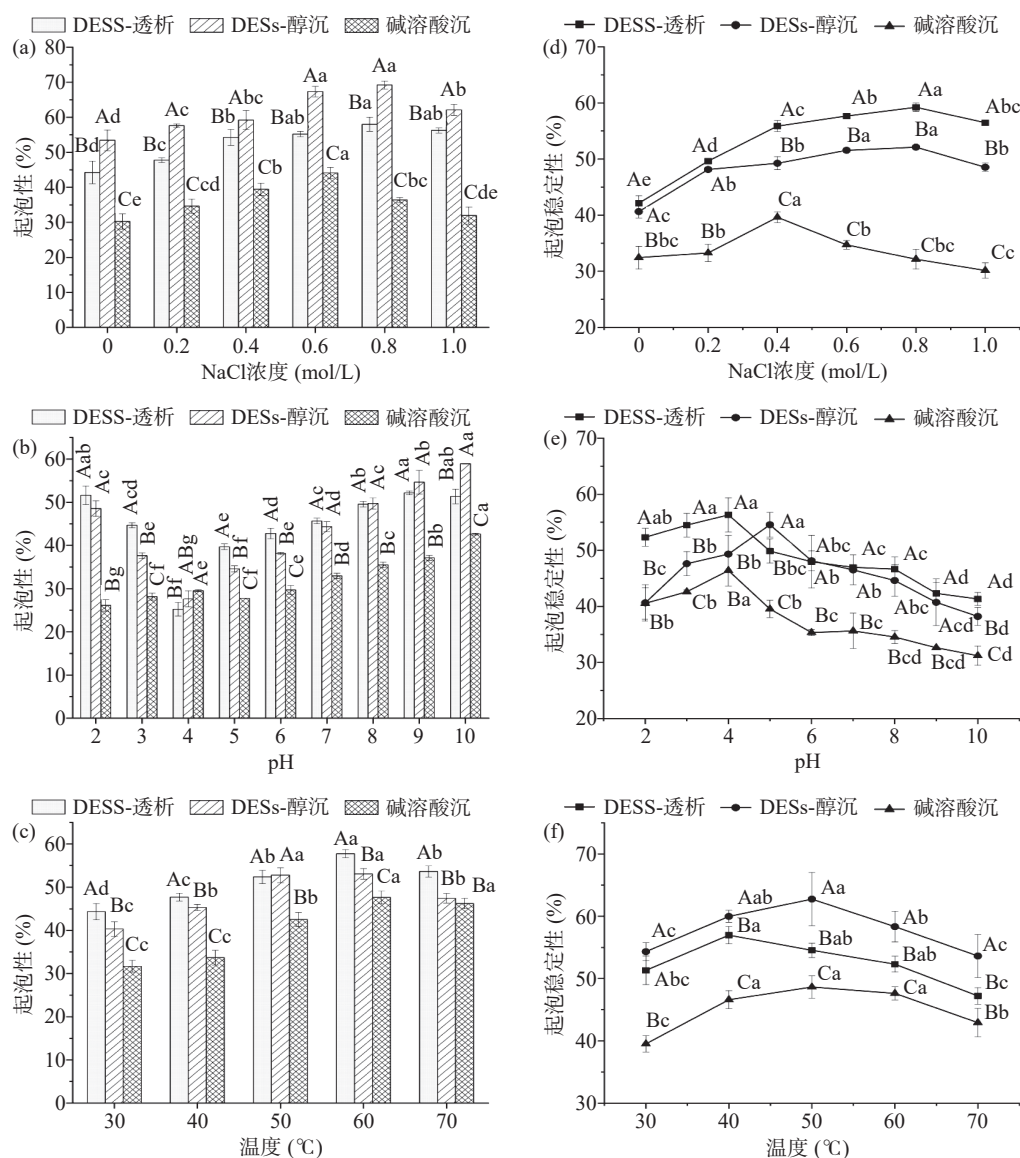 DESS-透析 DESs-醇沉 碱溶酸沉
(a)
80
70
60
50
40
30
20
10
0
起泡性 (%)
Bd Ad Ce
Bc Ac Ccd
Bb Abc Cb
Bab Aa Ca
Ba Aa Cbc
Bab Ab Cde
0 0.2 0.4 0.6 0.8 1.0
NaCl浓度 (mol/L)
DESS-透析 DESs-醇沉 碱溶酸沉
(d)
70
60
50
40
30
20
起泡稳定性 (%)
Ae Ad Ac Ab Aa Abc
Ac Ab Bb Ba Ba Bb
Bbc Bb Ca Cb Cbc Cc
0 0.2 0.4 0.6 0.8 1.0
NaCl浓度 (mol/L)
DESS-透析 DESs-醇沉 碱溶酸沉
(b)
60
50
40
30
20
10
0
起泡性 (%)
Aab Ac Bg
Acd Be Cf
Bf ABg Ae
Ae Bf Cf
Ad Be Ce
Ac Ad Bd
Ab Ac Bc
Aa Ab Bb
Bab Aa Ca
2 3 4 5 6 7 8 9 10
pH
DESS-透析 DESs-醇沉 碱溶酸沉
(e)
70
60
50
40
30
20
起泡稳定性 (%)
Aab Aa Aa Aa Abc Ac Ac Ad Ad
Bc Bb Bb Bbc Ab Ab Abc Acd Bd
Bb Cb Ba Cb Bc Bc Bcd Bcd Cd
2 4 6 8 10
pH
DESS-透析 DESs-醇沉 碱溶酸沉
(c)
60
50
40
30
20
10
0
起泡性 (%)
Ad Bc Cc
Ac Bb Cc
Ab Aa Bb
Aa Ba Ca
Ab Bb Ba
30 40 50 60 70
温度 (℃)
DESS-透析 DESs-醇沉 碱溶酸沉
(f)
70
60
50
40
30
起泡稳定性 (%)
Ac Aab Aa Ab Ac
Abc Ba Bab Bab Bc
Bc Ca Ca Ca Bb
30 40 50 60 70
温度 (℃)